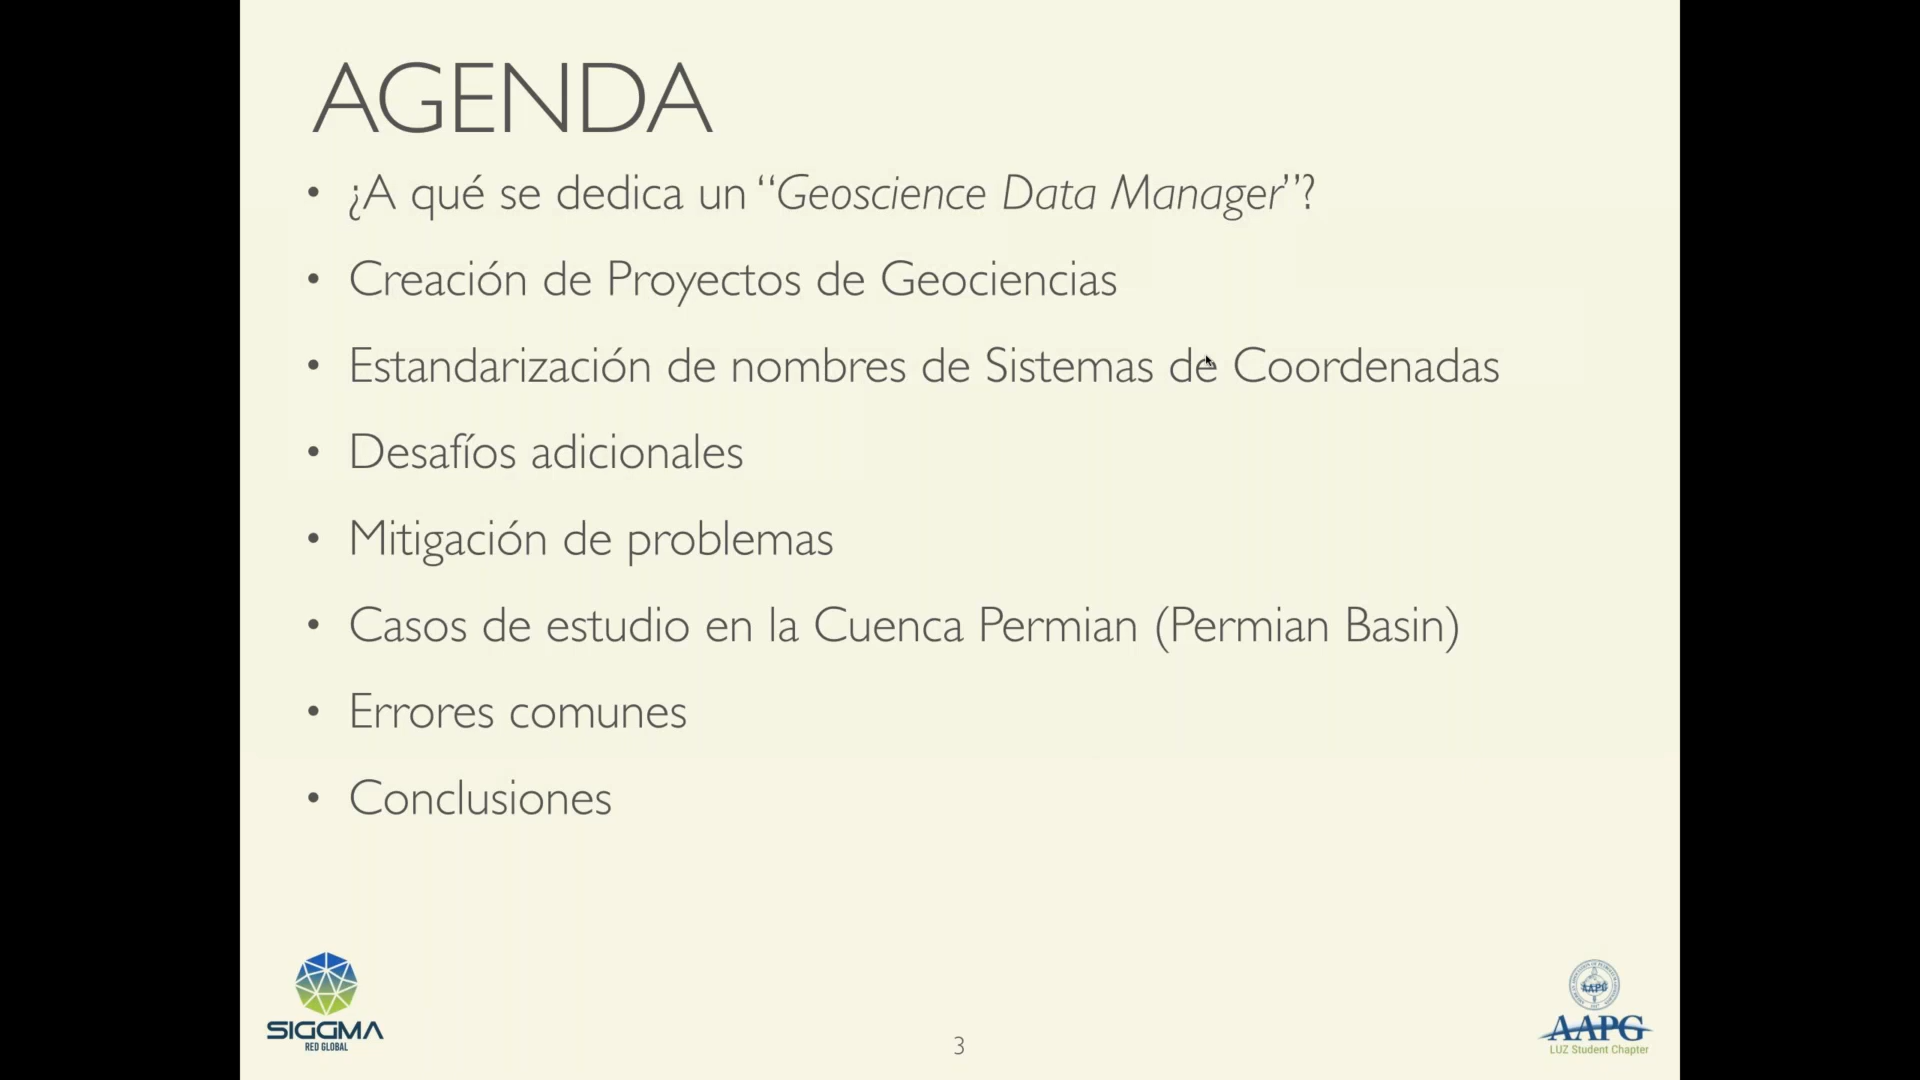 AGENDA
• ¿A qué se dedica un “Geoscience Data Manager”?
• Creación de Proyectos de Geociencias
• Estandarización de nombres de Sistemas de Coordenadas
• Desafíos adicionales
• Mitigación de problemas
• Casos de estudio en la Cuenca Permian (Permian Basin)
• Errores comunes
• Conclusiones
SIGGMA
RED GLOBAL
3
AAPG
AAPG
LUZ Student Chapter